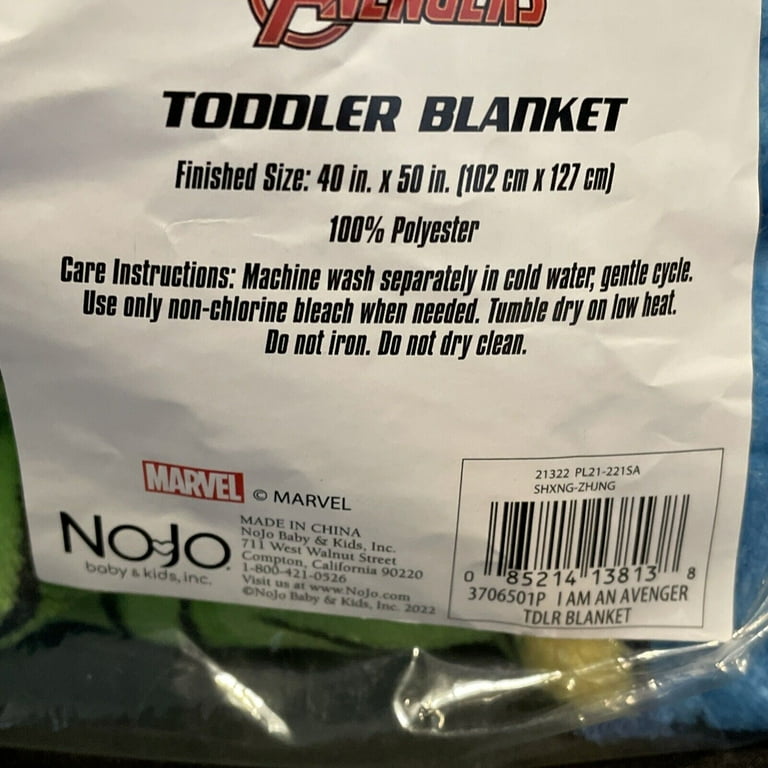 AVENGERS
TODDLER BLANKET
Finished Size: 40 in. x 50 in. (102 cm x 127 cm)
100% Polyester
Care Instructions: Machine wash separately in cold water, gentle cycle.
Use only non-chlorine bleach when needed. Tumble dry on low heat.
Do not iron. Do not dry clean.
MARVEL © MARVEL
NoJo
baby & kids, inc.
MADE IN CHINA
NoJo Baby & Kids, Inc.
711 West Walnut Street
Compton, California 90220
1-800-421-0526
Visit us at www.NoJo.com
©NoJo Baby & Kids, Inc. 2022
21322 PL21-221SA
SHXNG-ZHJNG
0 85214 13813 8
3706501P I AM AN AVENGER
TDLR BLANKET